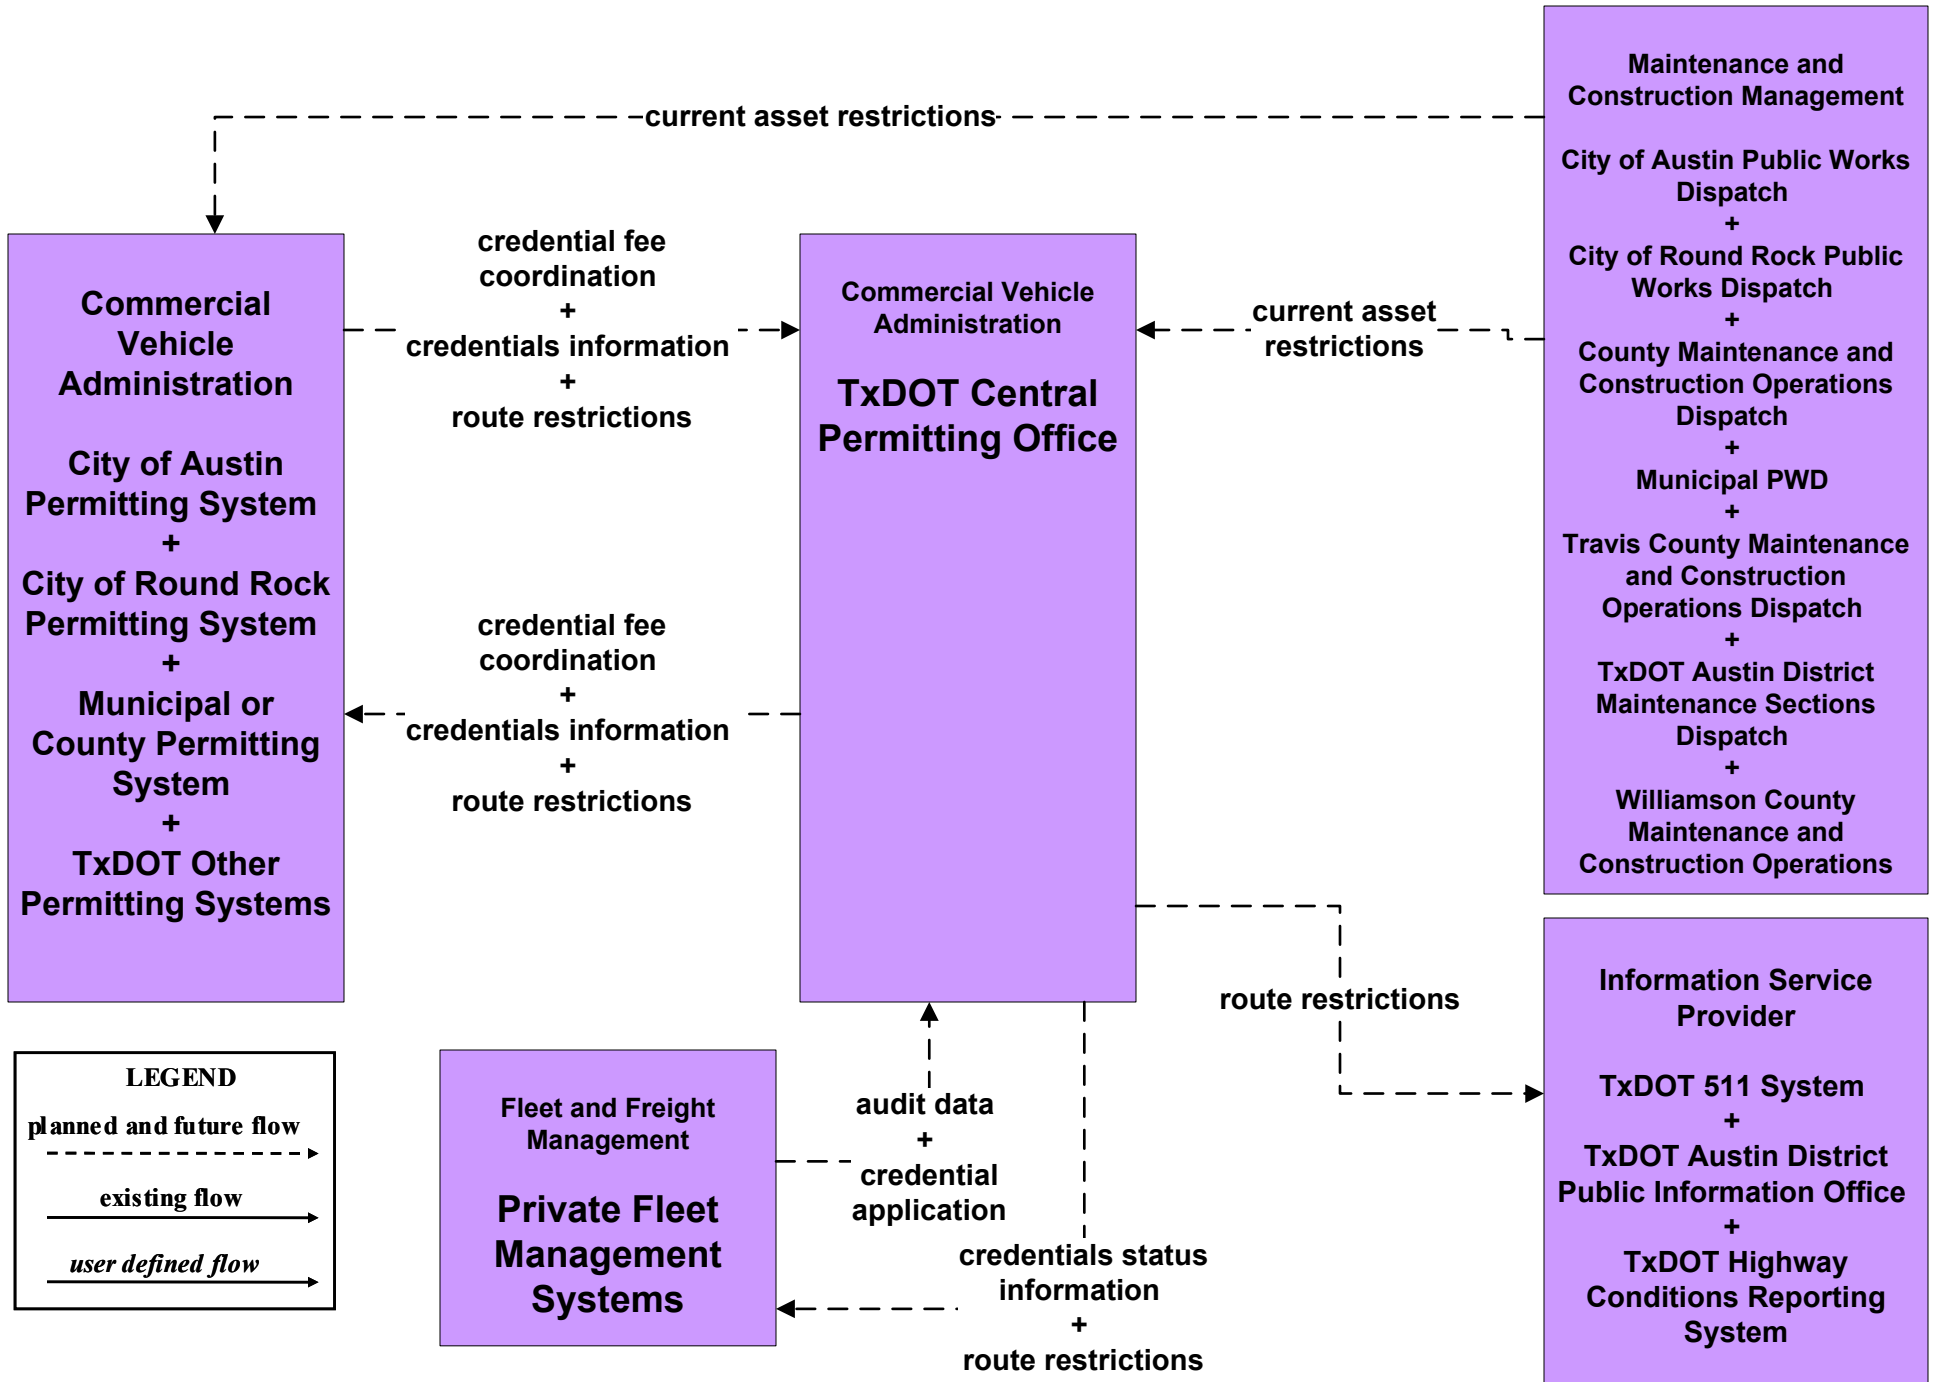 current asset restrictions
Maintenance and
Construction Management
City of Austin Public Works
Dispatch
+
City of Round Rock Public
Works Dispatch
+
County Maintenance and
Construction Operations
Dispatch
+
Municipal PWD
+
Travis County Maintenance
and Construction
Operations Dispatch
+
TxDOT Austin District
Maintenance Sections
Dispatch
+
Williamson County
Maintenance and
Construction Operations
Commercial
Vehicle
Administration
City of Austin
Permitting System
+
City of Round Rock
Permitting System
+
Municipal or
County Permitting
System
+
TxDOT Other
Permitting Systems
credential fee
coordination
+
credentials information
+
route restrictions
credential fee
coordination
+
credentials information
+
route restrictions
Commercial Vehicle
Administration
TxDOT Central
Permitting Office
current asset
restrictions
route restrictions
Information Service
Provider
TxDOT 511 System
+
TxDOT Austin District
Public Information Office
+
TxDOT Highway
Conditions Reporting
System
LEGEND
planned and future flow
existing flow
user defined flow
Fleet and Freight
Management
Private Fleet
Management
Systems
audit data
+
credential
application
credentials status
information
+
route restrictions